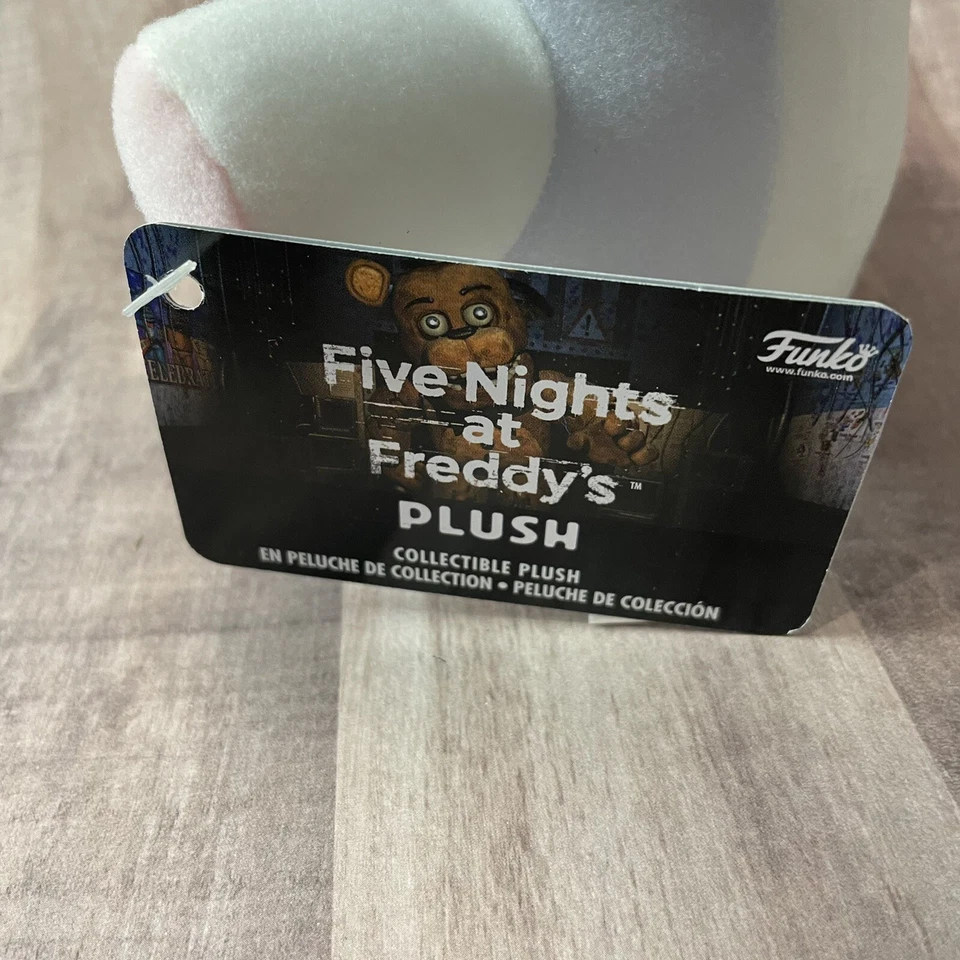 Funko
www.funko.com
Five Nights
at
Freddy's™
PLUSH
COLLECTIBLE PLUSH
EN PELUCHE DE COLLECTION • PELUCHE DE COLECCIÓN